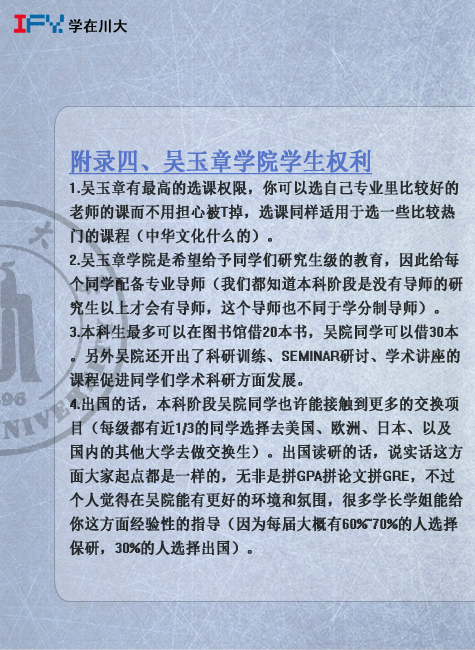 IFY 学在川大
附录四、吴玉章学院学生权利
1.吴玉章有最高的选课权限，你可以选自己专业里比较好的
老师的课而不用担心被T掉，选课同样适用于选一些比较热
门的课程（中华文化什么的）。
2.吴玉章学院是希望给予同学们研究生级的教育，因此给每
个同学配备专业导师（我们都知道本科阶段是没有导师的研
究生以上才会有导师，这个导师也不同于学分制导师）。
3.本科生最多可以在图书馆借20本书，吴院同学可以借30本
。另外吴院还开出了科研训练、SEMINAR研讨、学术讲座的
课程促进同学们学术科研方面发展。
4.出国的话，本科阶段吴院同学也许能接触到更多的交换项
目（每级都有近1/3的同学选择去美国、欧洲、日本、以及
国内的其他大学去做交换生）。出国读研的话，说实话这方
面大家起点都是一样的，无非是拼GPA拼论文拼GRE，不过
个人觉得在吴院能有更好的环境和氛围，很多学长学姐能给
你这方面经验性的指导（因为每届大概有60%~70%的人选择
保研，30%的人选择出国）。
大
896
UNIVER